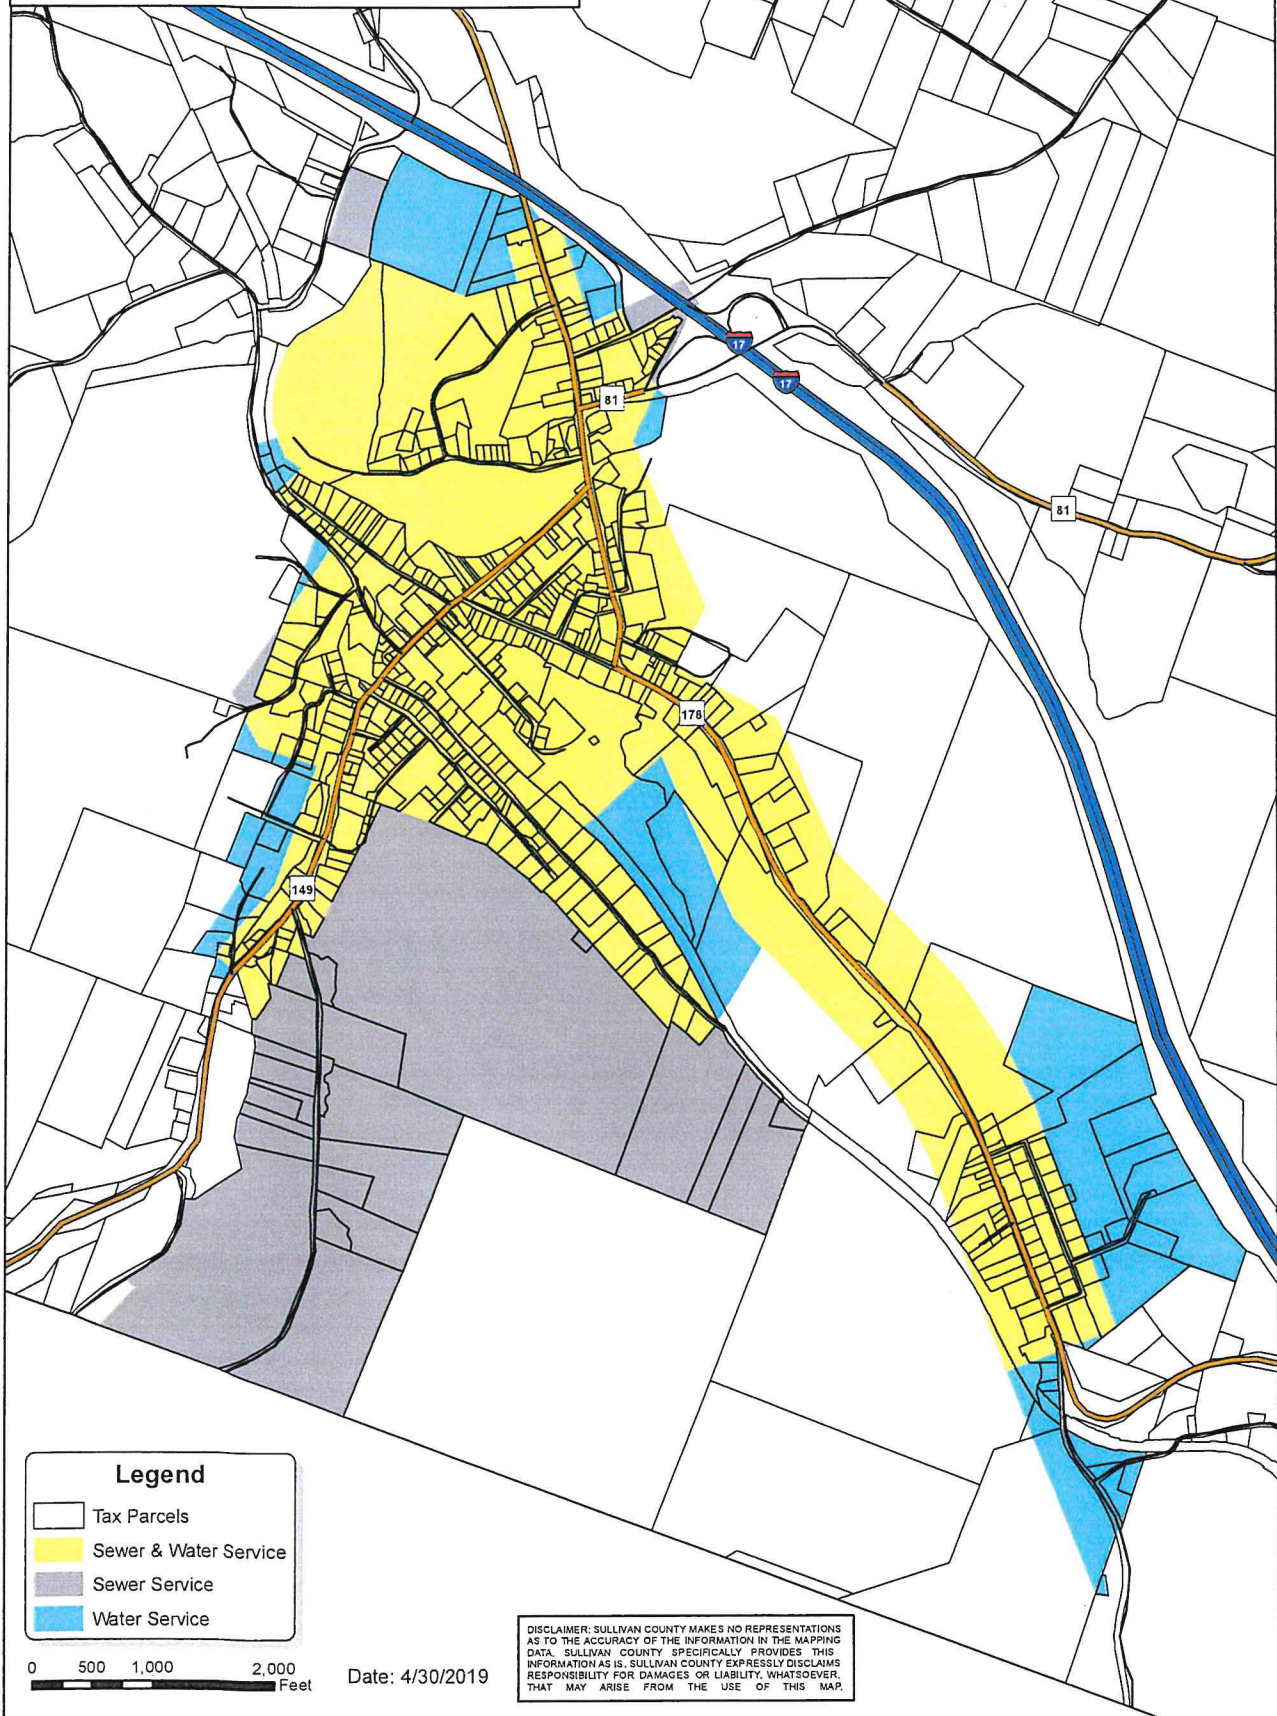 17
17
81
81
178
149
Legend
Tax Parcels
Sewer & Water Service
Sewer Service
Water Service
0 500 1,000 2,000
Feet
Date: 4/30/2019
DISCLAIMER: SULLIVAN COUNTY MAKES NO REPRESENTATIONS
AS TO THE ACCURACY OF THE INFORMATION IN THE MAPPING
DATA. SULLIVAN COUNTY SPECIFICALLY PROVIDES THIS
INFORMATION AS IS. SULLIVAN COUNTY EXPRESSLY DISCLAIMS
RESPONSIBILITY FOR DAMAGES OR LIABILITY, WHATSOEVER,
THAT MAY ARISE FROM THE USE OF THIS MAP.